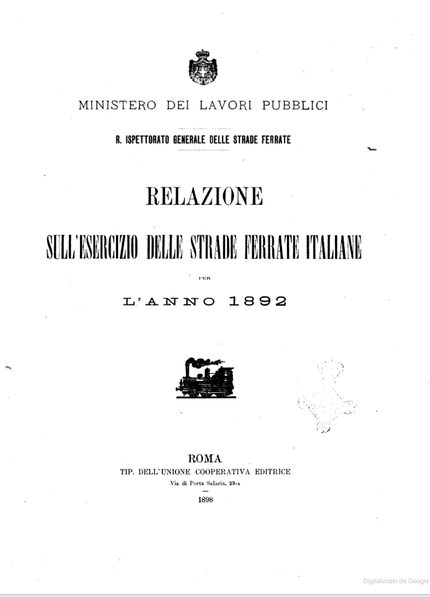 MINISTERO DEI LAVORI PUBBLICI
R. ISPETTORATO GENERALE DELLE STRADE FERRATE
RELAZIONE
SULL'ESERCIZIO DELLE STRADE FERRATE ITALIANE
PER
L'ANNO 1892
ROMA
TIP. DELL'UNIONE COOPERATIVA EDITRICE
Via di Porta Salaria, 23-A
1898
Digitalizzato da Google